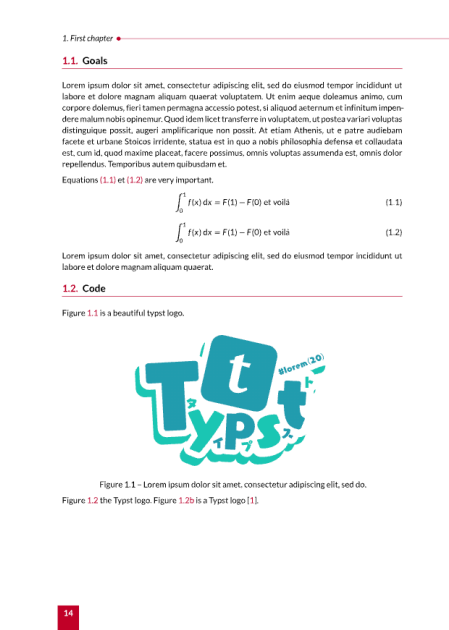 1. First chapter
1.1. Goals
Lorem ipsum dolor sit amet, consectetur adipiscing elit, sed do eiusmod tempor incididunt ut
labore et dolore magnam aliquam quaerat voluptatem. Ut enim aeque doleamus animo, cum
corpore dolemus, fieri tamen permagna accessio potest, si aliquod aeternum et infinitum impen-
dere malum nobis opinemur. Quod idem licet transferre in voluptatem, ut postea variari voluptas
distinguique possit, augeri amplificarique non possit. At etiam Athenis, ut e patre audiebam
facete et urbane Stoicos irridente, statua est in quo a nobis philosophia defensa et collaudata
est, cum id, quod maxime placeat, facere possimus, omnis voluptas assumenda est, omnis dolor
repellendus. Temporibus autem quibusdam et.
Equations (1.1) et (1.2) are very important.
∫₀¹ f(x) dx = F(1) − F(0) et voilà (1.1)
∫₀¹ f(x) dx = F(1) − F(0) et voilà (1.2)
Lorem ipsum dolor sit amet, consectetur adipiscing elit, sed do eiusmod tempor incididunt ut
labore et dolore magnam aliquam quaerat.
1.2. Code
Figure 1.1 is a beautiful typst logo.
t
#lorem(20)
Typst
タイプスト
Figure 1.1 – Lorem ipsum dolor sit amet, consectetur adipiscing elit, sed do.
Figure 1.2 the Typst logo. Figure 1.2b is a Typst logo [1].
14